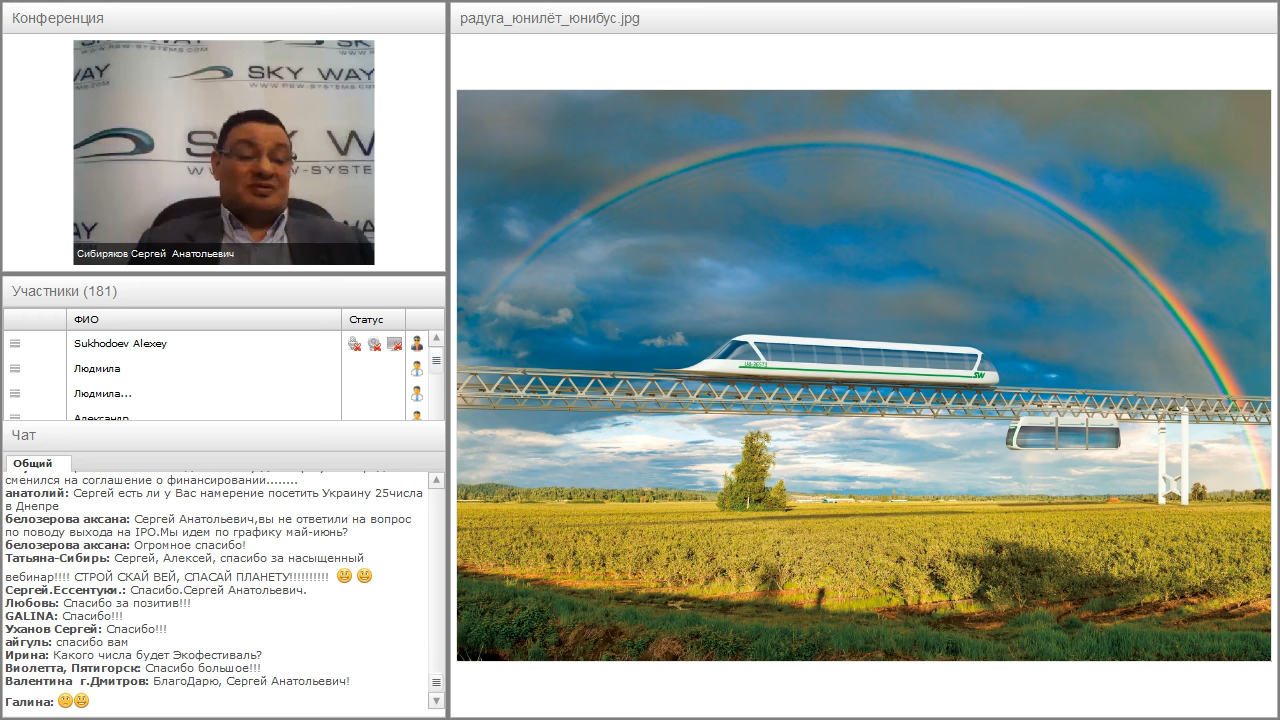 Конференция
SKY WAY
WWW.RSW-SYSTEMS.COM
Сибиряков Сергей Анатольевич
Участники (181)
ФИО Статус
Sukhodoev Alexey
Людмила
Людмила...
Александр
Чат
Общий
сменился на соглашение о финансировании........
анатолий: Сергей есть ли у Вас намерение посетить Украину 25числа
в Днепре
белозерова аксана: Сергей Анатольевич,вы не ответили на вопрос
по поводу выхода на IPO.Мы идем по графику май-июнь?
белозерова аксана: Огромное спасибо!
Татьяна-Сибирь: Сергей, Алексей, спасибо за насыщенный
вебинар!!!! СТРОЙ СКАЙ ВЕЙ, СПАСАЙ ПЛАНЕТУ!!!!!!!!!!
Сергей.Ессентуки.: Спасибо.Сергей Анатольевич.
Любовь: Спасибо за позитив!!!
GALINA: Спасибо!!!
Уханов Сергей: Спасибо!!!
айгуль: спасибо вам
Ирина: Какого числа будет Экофестиваль?
Виолетта, Пятигорск: Спасибо большое!!!
Валентина г.Дмитров: БлагоДарю, Сергей Анатольевич!
Галина:
радуга_юнилёт_юнибус.jpg
SW